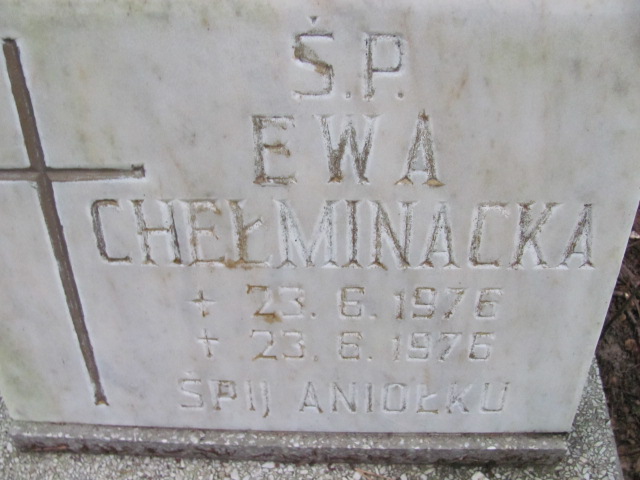 Ś.P.
EWA
CHEŁMINACKA
+ 23. 6. 1976
+ 23. 6. 1976
ŚPIJ ANIOŁKU